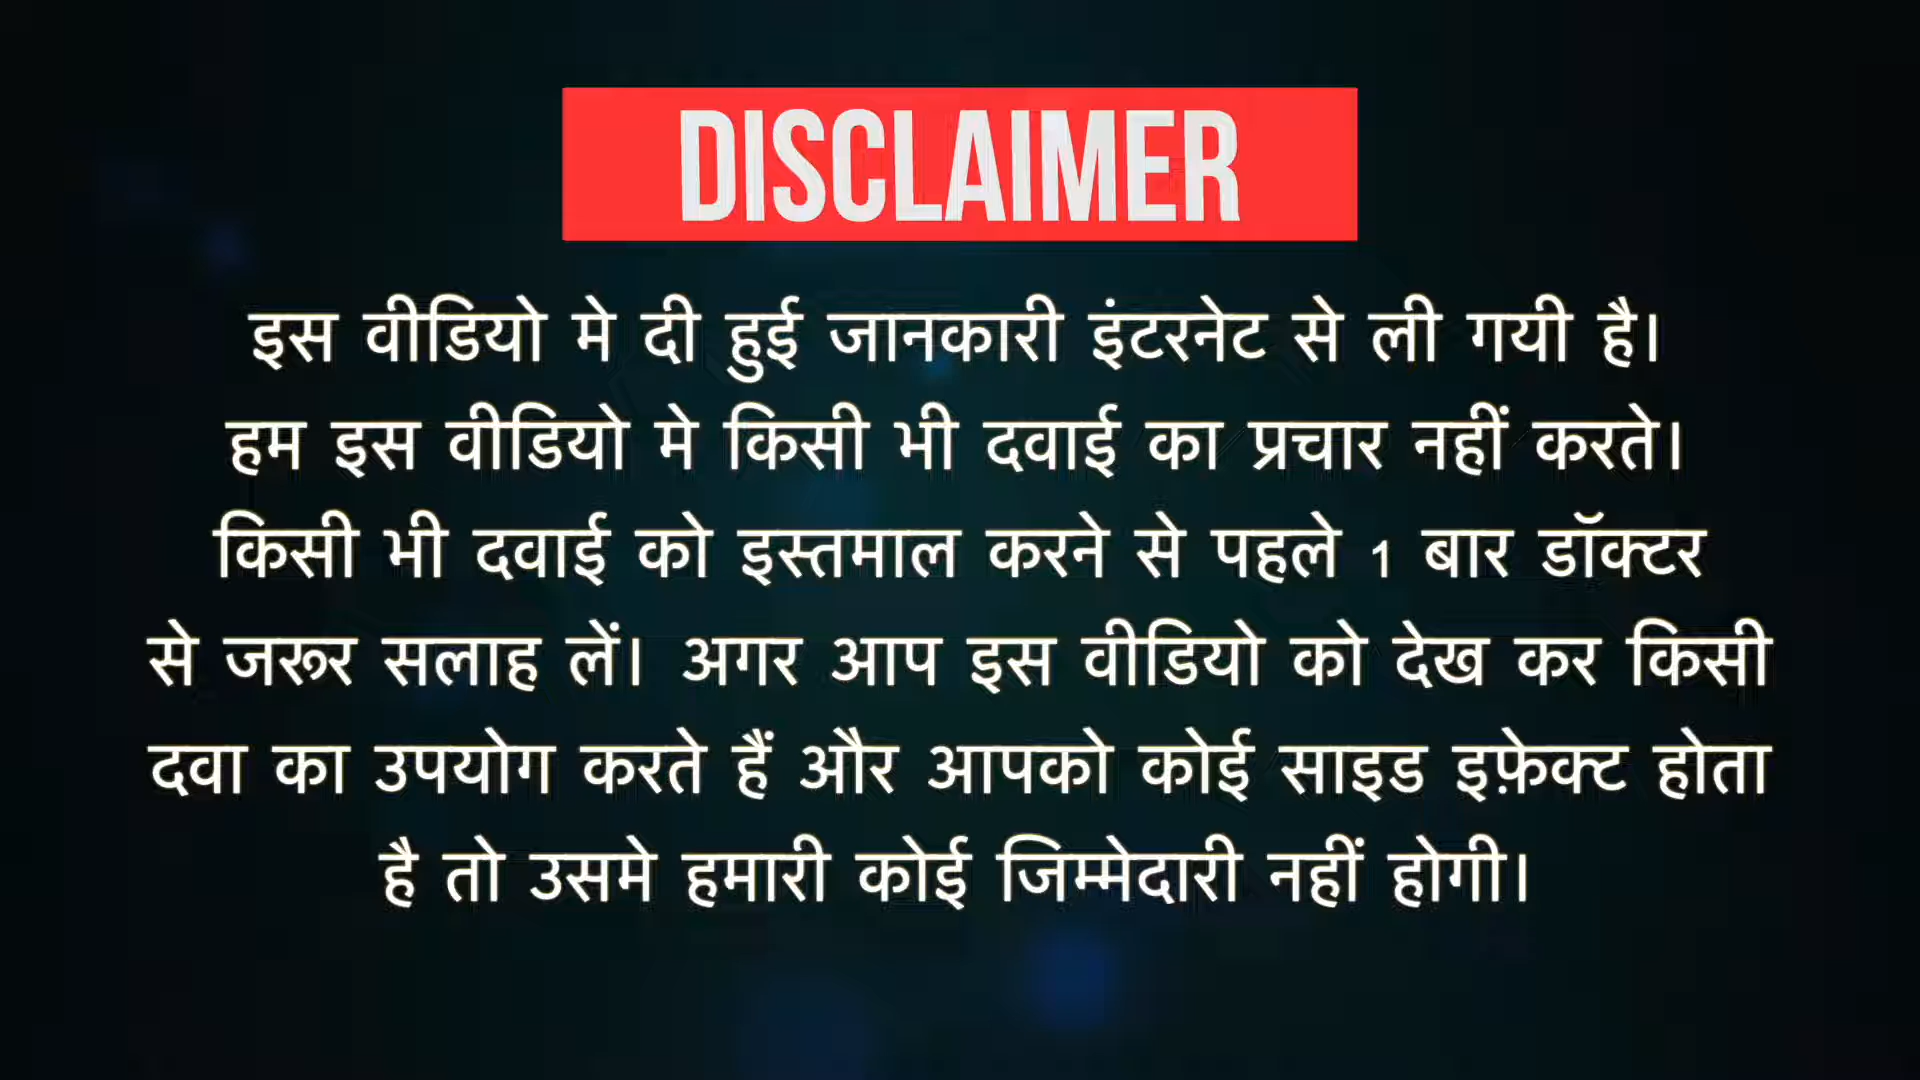 DISCLAIMER
इस वीडियो मे दी हुई जानकारी इंटरनेट से ली गयी है।
हम इस वीडियो मे किसी भी दवाई का प्रचार नहीं करते।
किसी भी दवाई को इस्तमाल करने से पहले 1 बार डॉक्टर
से जरूर सलाह लें। अगर आप इस वीडियो को देख कर किसी
दवा का उपयोग करते हैं और आपको कोई साइड इफ़ेक्ट होता
है तो उसमे हमारी कोई जिम्मेदारी नहीं होगी।